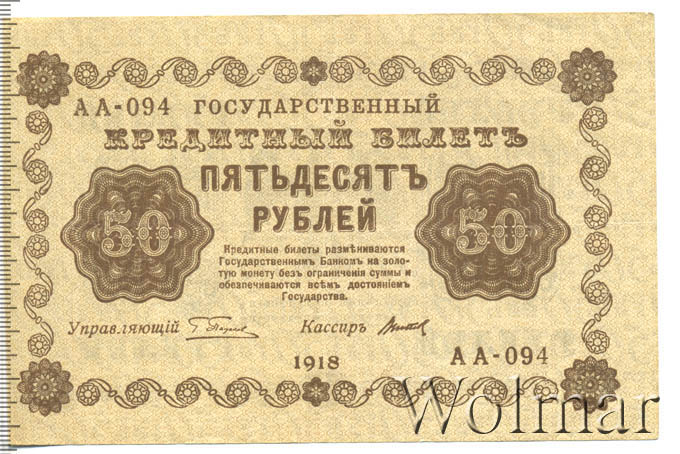 АА-094 ГОСУДАРСТВЕННЫЙ
КРЕДИТНЫЙ БИЛЕТЪ
ПЯТЬДЕСЯТЪ
РУБЛЕЙ
50
50
Кредитные билеты размѣниваются
Государственнымъ Банкомъ на золо-
тую монету безъ ограниченія суммы и
обезпечиваются всѣмъ достояніемъ
Государства.
Управляющій
Кассиръ
1918
АА-094
Wolmar